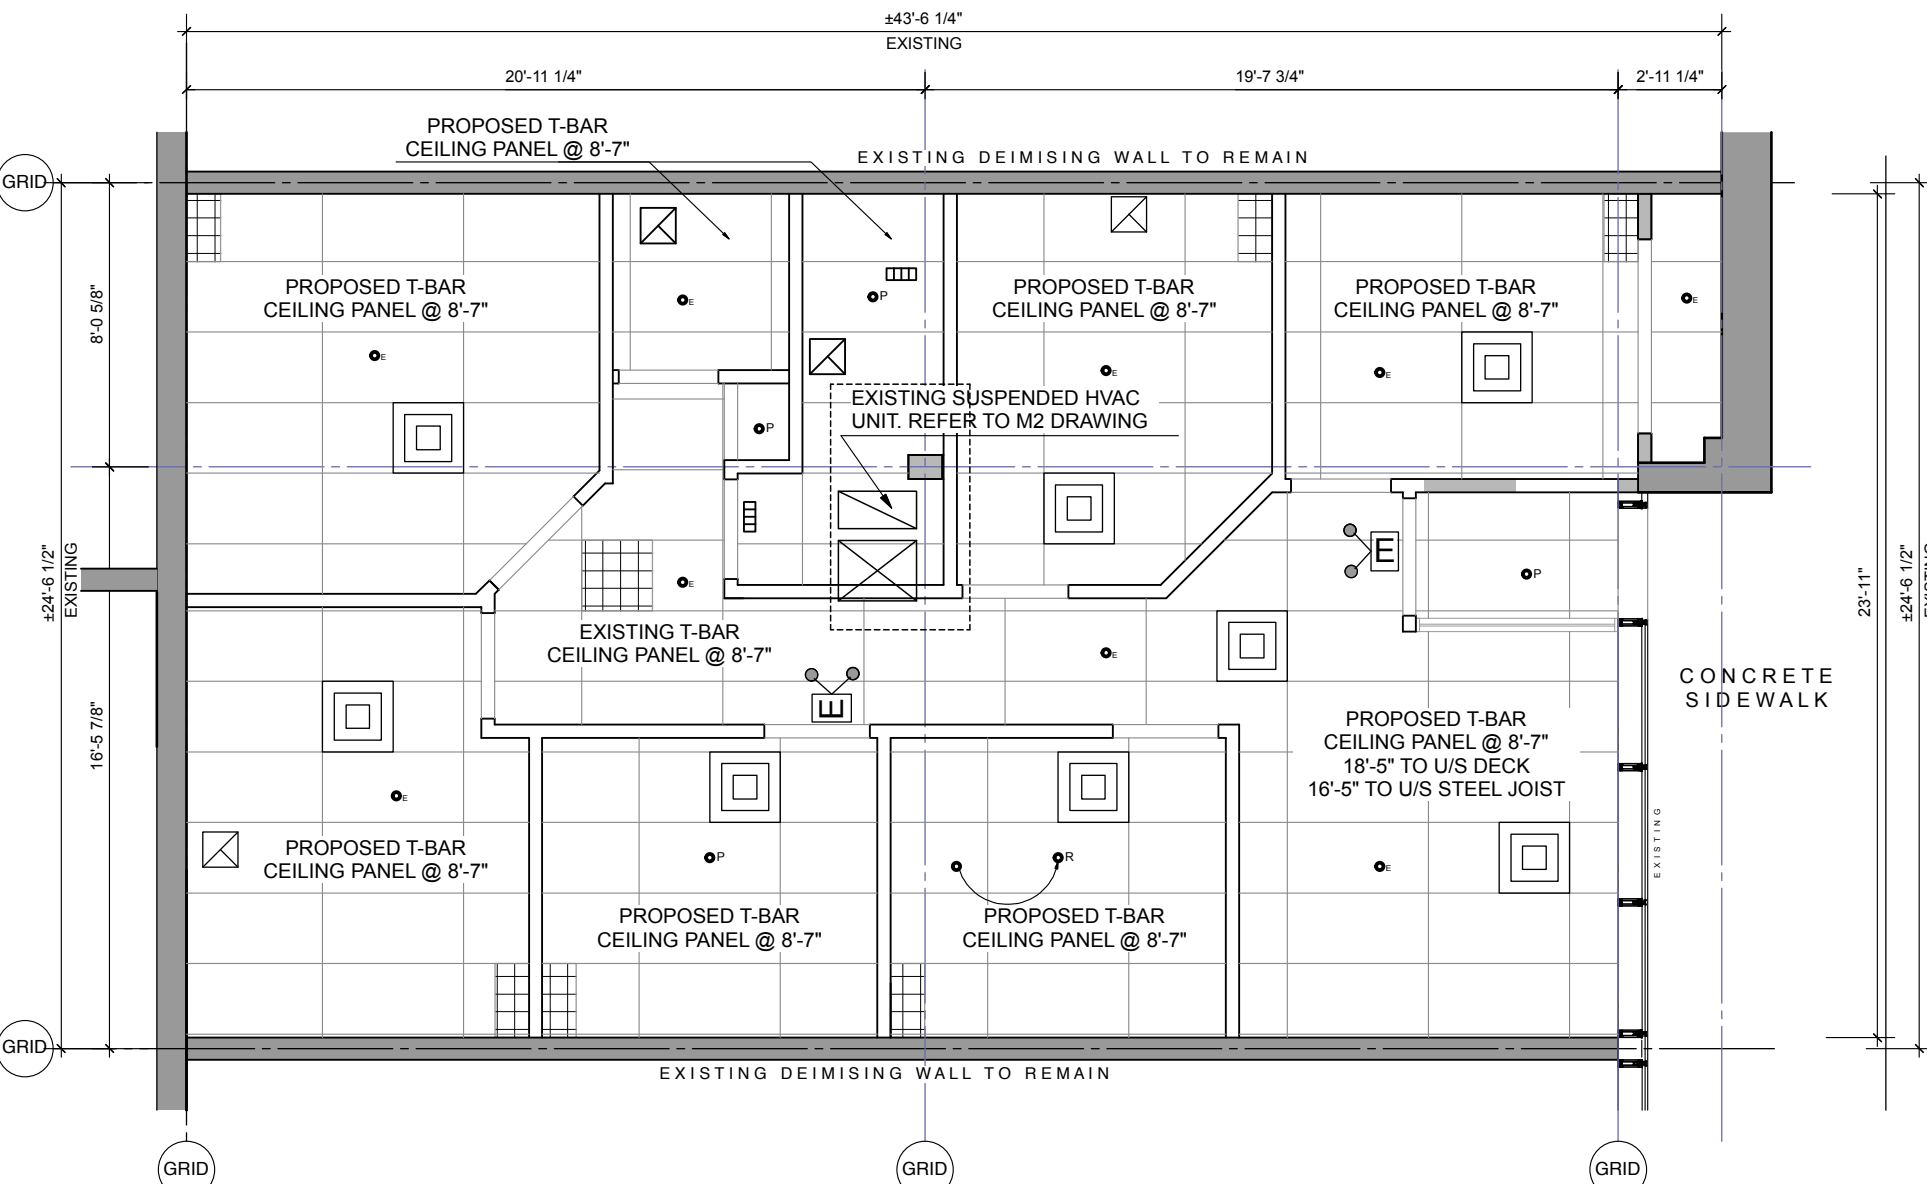 ±43'-6 1/4"
EXISTING
20'-11 1/4"
19'-7 3/4"
2'-11 1/4"
PROPOSED T-BAR
CEILING PANEL @ 8'-7"
EXISTING DEIMISING WALL TO REMAIN
GRID
8'-0 5/8"
PROPOSED T-BAR
CEILING PANEL @ 8'-7"
PROPOSED T-BAR
CEILING PANEL @ 8'-7"
PROPOSED T-BAR
CEILING PANEL @ 8'-7"
E
P
E
E
E
E
P
EXISTING SUSPENDED HVAC
UNIT. REFER TO M2 DRAWING
±24'-6 1/2"
EXISTING
E
P
E
23'-11"
±24'-6 1/2"
EXISTING TROUBLE
EXISTING T-BAR
CEILING PANEL @ 8'-7"
E
E
CONCRETE
SIDEWALK
16'-5 7/8"
PROPOSED T-BAR
CEILING PANEL @ 8'-7"
18'-5" TO U/S DECK
16'-5" TO U/S STEEL JOIST
EXISTING
E
PROPOSED T-BAR
CEILING PANEL @ 8'-7"
P
R
E
PROPOSED T-BAR
CEILING PANEL @ 8'-7"
PROPOSED T-BAR
CEILING PANEL @ 8'-7"
GRID
EXISTING DEIMISING WALL TO REMAIN
GRID
GRID
GRID